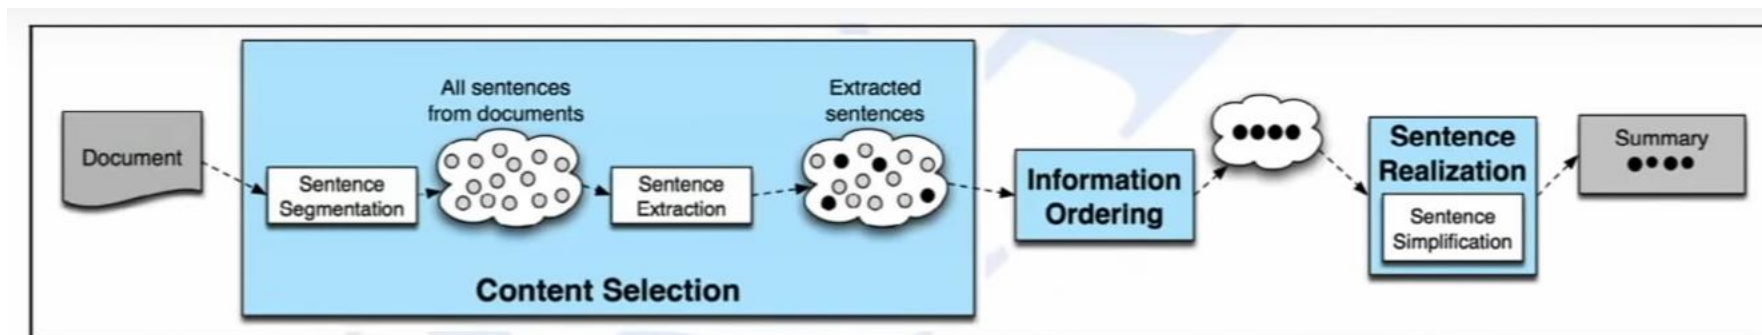 Document
Sentence
Segmentation
All sentences
from documents
Sentence
Extraction
Extracted
sentences
Content Selection
Information
Ordering
Sentence
Realization
Sentence
Simplification
Summary